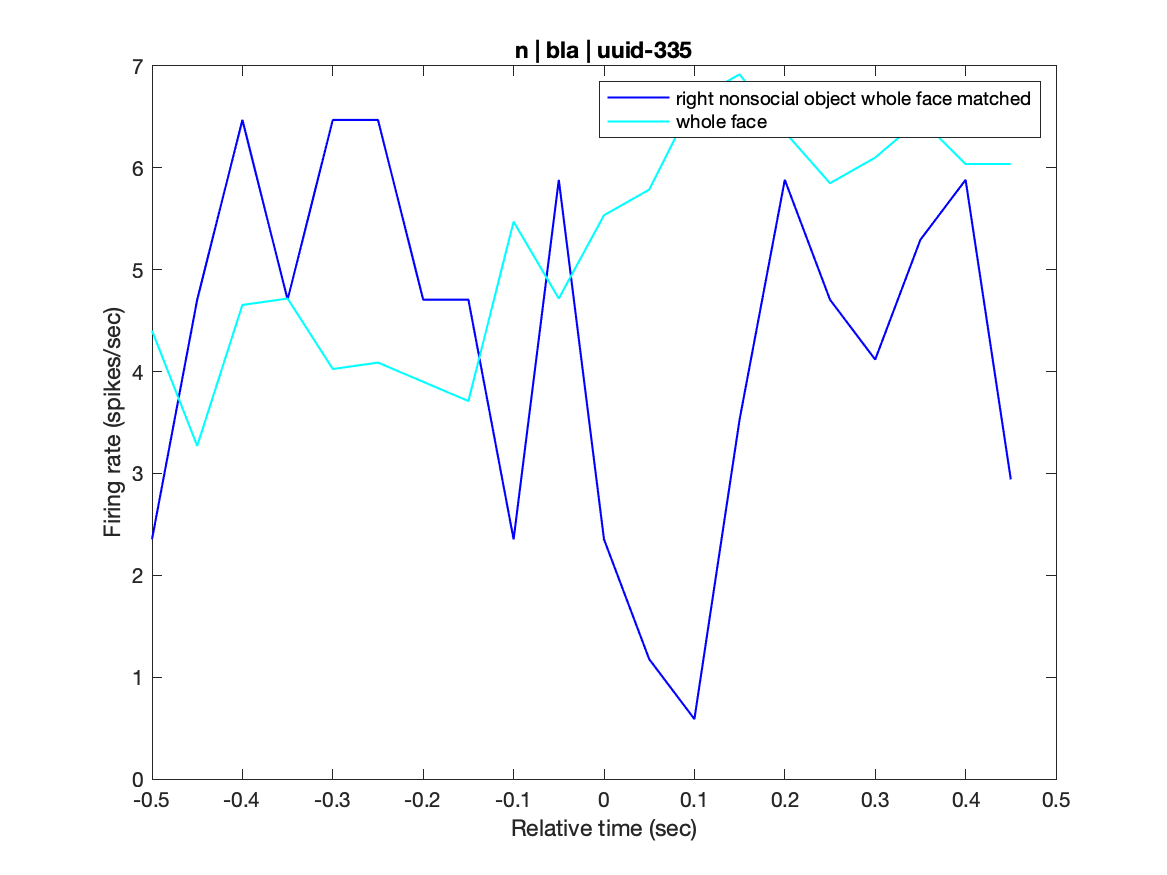 n | bla | uuid-335
right nonsocial object whole face matched
whole face
Firing rate (spikes/sec)
7
6
5
4
3
2
1
0
-0.5 -0.4 -0.3 -0.2 -0.1 0 0.1 0.2 0.3 0.4 0.5
Relative time (sec)